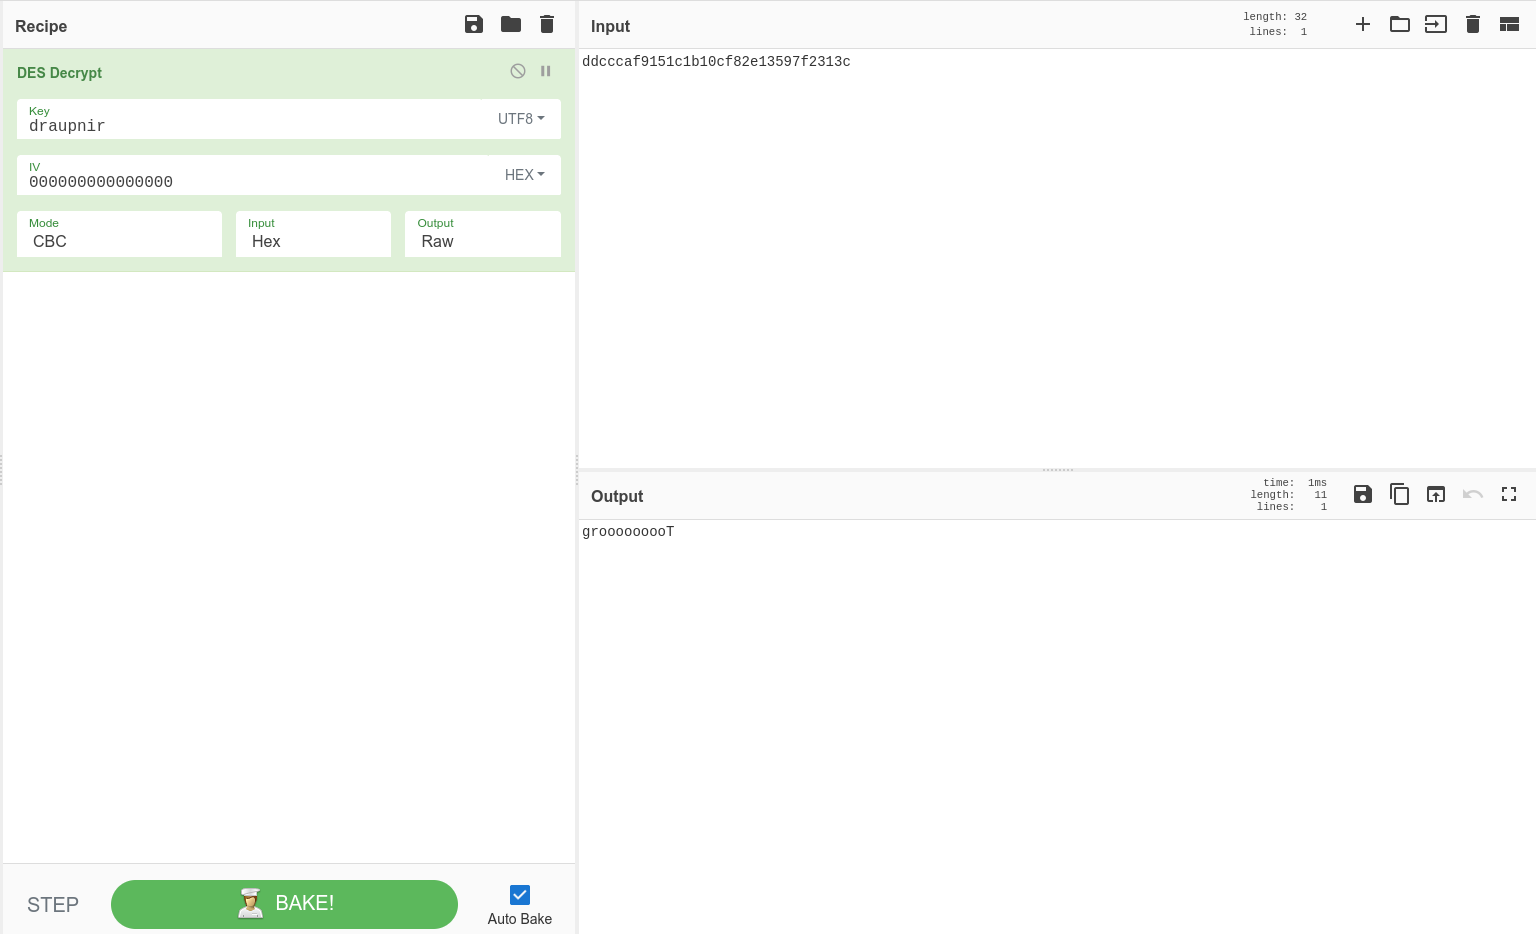 Recipe
DES Decrypt
Key
draupnir
UTF8
IV
0000000000000000
HEX
Mode
CBC
Input
Hex
Output
Raw
STEP
BAKE!
Auto Bake
Input
length: 32
lines: 1
ddcccaf9151c1b10cf82e13597f2313c
Output
time: 1ms
length: 11
lines: 1
grooooooooT